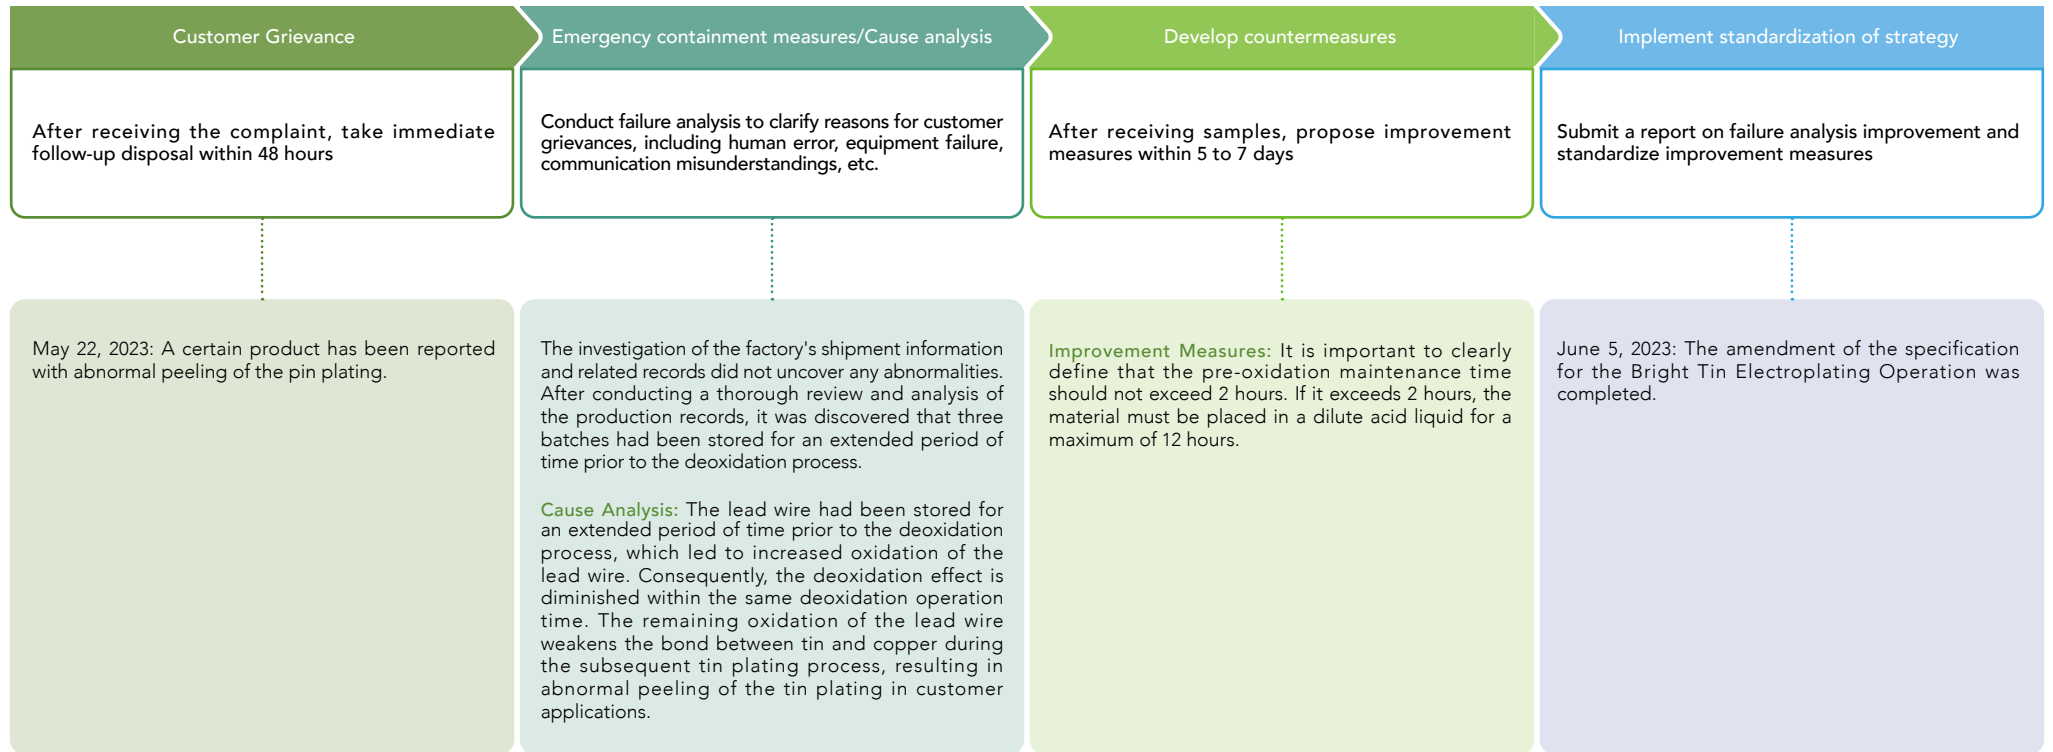 Customer Grievance
Emergency containment measures/Cause analysis
Develop countermeasures
Implement standardization of strategy
After receiving the complaint, take immediate
follow-up disposal within 48 hours
Conduct failure analysis to clarify reasons for customer
grievances, including human error, equipment failure,
communication misunderstandings, etc.
After receiving samples, propose improvement
measures within 5 to 7 days
Submit a report on failure analysis improvement and
standardize improvement measures
May 22, 2023: A certain product has been reported
with abnormal peeling of the pin plating.
The investigation of the factory's shipment information
and related records did not uncover any abnormalities.
After conducting a thorough review and analysis of
the production records, it was discovered that three
batches had been stored for an extended period of
time prior to the deoxidation process.
Cause Analysis: The lead wire had been stored for
an extended period of time prior to the deoxidation
process, which led to increased oxidation of the
lead wire. Consequently, the deoxidation effect is
diminished within the same deoxidation operation
time. The remaining oxidation of the lead wire
weakens the bond between tin and copper during
the subsequent tin plating process, resulting in
abnormal peeling of the tin plating in customer
applications.
Improvement Measures: It is important to clearly
define that the pre-oxidation maintenance time
should not exceed 2 hours. If it exceeds 2 hours, the
material must be placed in a dilute acid liquid for a
maximum of 12 hours.
June 5, 2023: The amendment of the specification
for the Bright Tin Electroplating Operation was
completed.